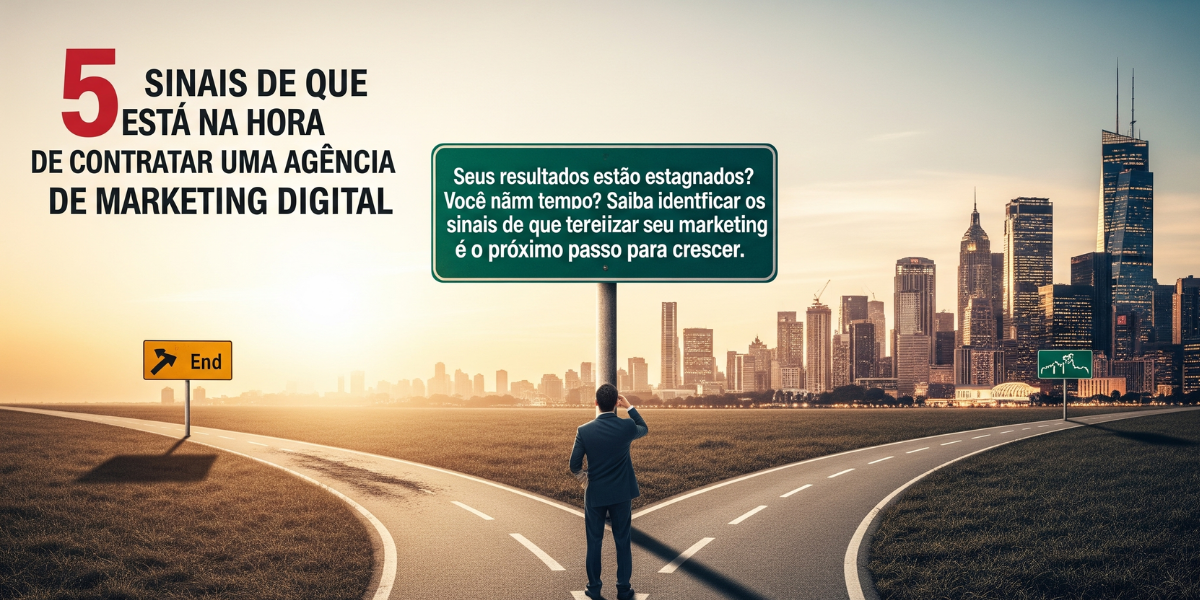 5 SINAIS DE QUE
ESTÁ NA HORA
DE CONTRATAR UMA AGÊNCIA
DE MARKETING DIGITAL
Seus resultados estão estagnados?
Você nãm tempo? Saiba identficar os
sinais de que tereiizar seu marketing
é o próximo passo para crescer.
End